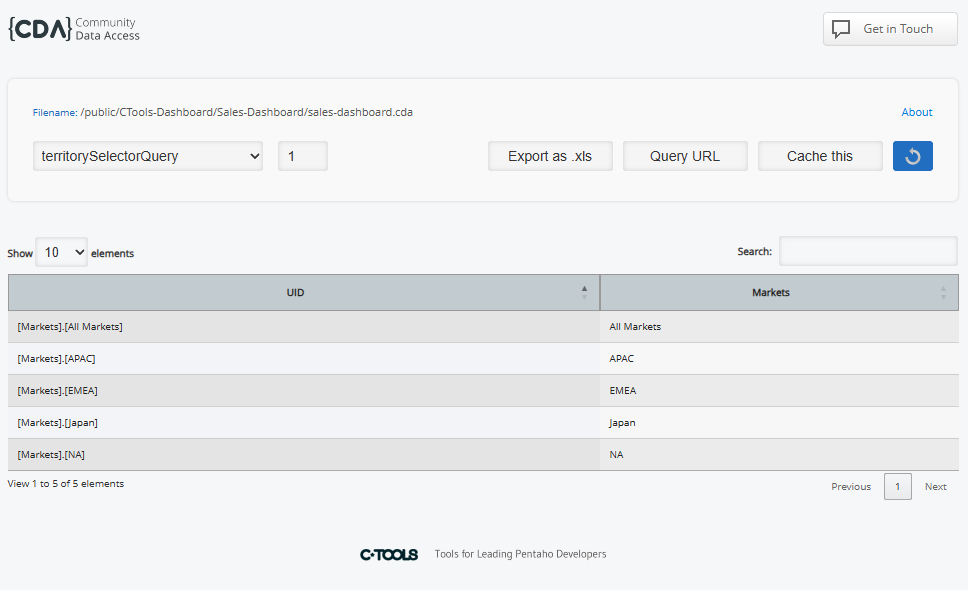 {CDA} Community Data Access
Get in Touch
Filename: /public/CTools-Dashboard/Sales-Dashboard/sales-dashboard.cda
About
territorySelectorQuery 1 Export as .xls Query URL Cache this
Show 10 elements
Search:
UID Markets
[Markets].[All Markets] All Markets
[Markets].[APAC] APAC
[Markets].[EMEA] EMEA
[Markets].[Japan] Japan
[Markets].[NA] NA
View 1 to 5 of 5 elements
Previous 1 Next
C-TOOLS Tools for Leading Pentaho Developers